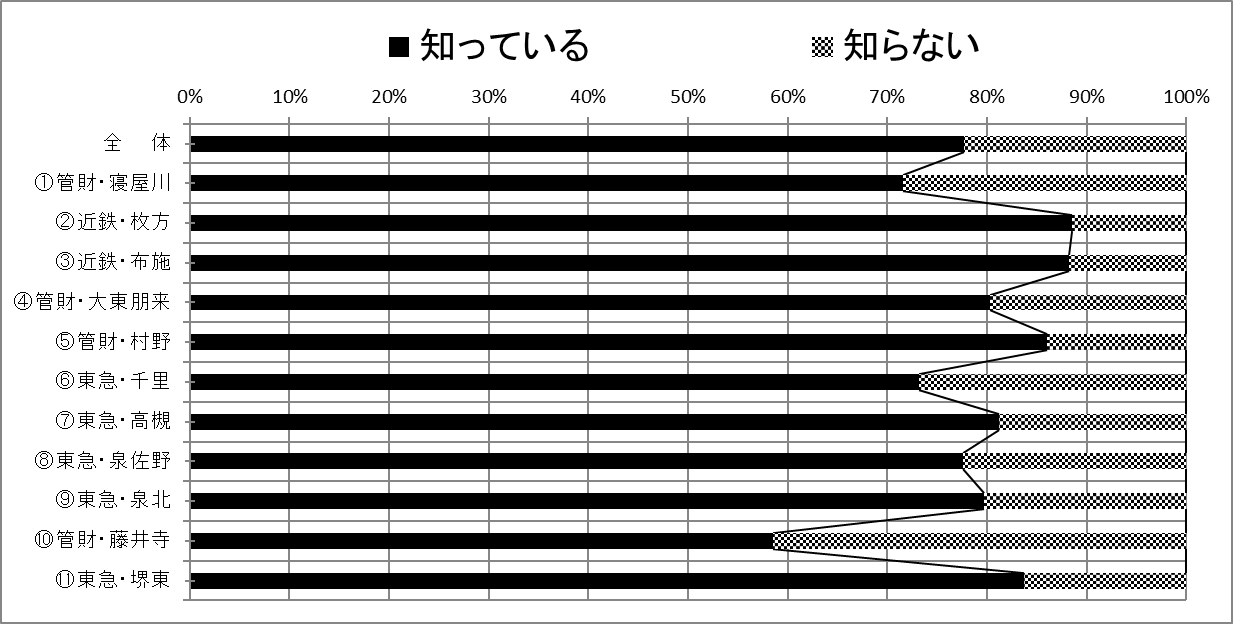 知っている 知らない
0% 10% 20% 30% 40% 50% 60% 70% 80% 90% 100%
全　体
①管財・寝屋川
②近鉄・枚方
③近鉄・布施
④管財・大東朋来
⑤管財・村野
⑥東急・千里
⑦東急・高槻
⑧東急・泉佐野
⑨東急・泉北
⑩管財・藤井寺
⑪東急・堺東